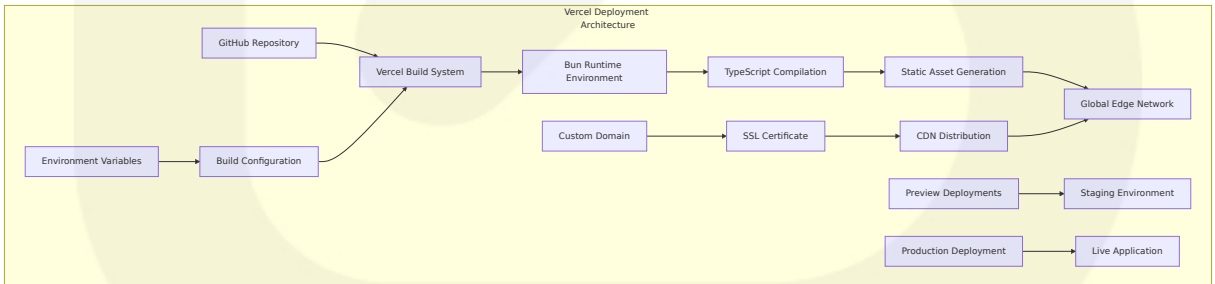 Vercel Deployment
Architecture
GitHub Repository
Vercel Build System
Bun Runtime
Environment
TypeScript Compilation
Static Asset Generation
Global Edge Network
Custom Domain
SSL Certificate
CDN Distribution
Environment Variables
Build Configuration
Preview Deployments
Staging Environment
Production Deployment
Live Application